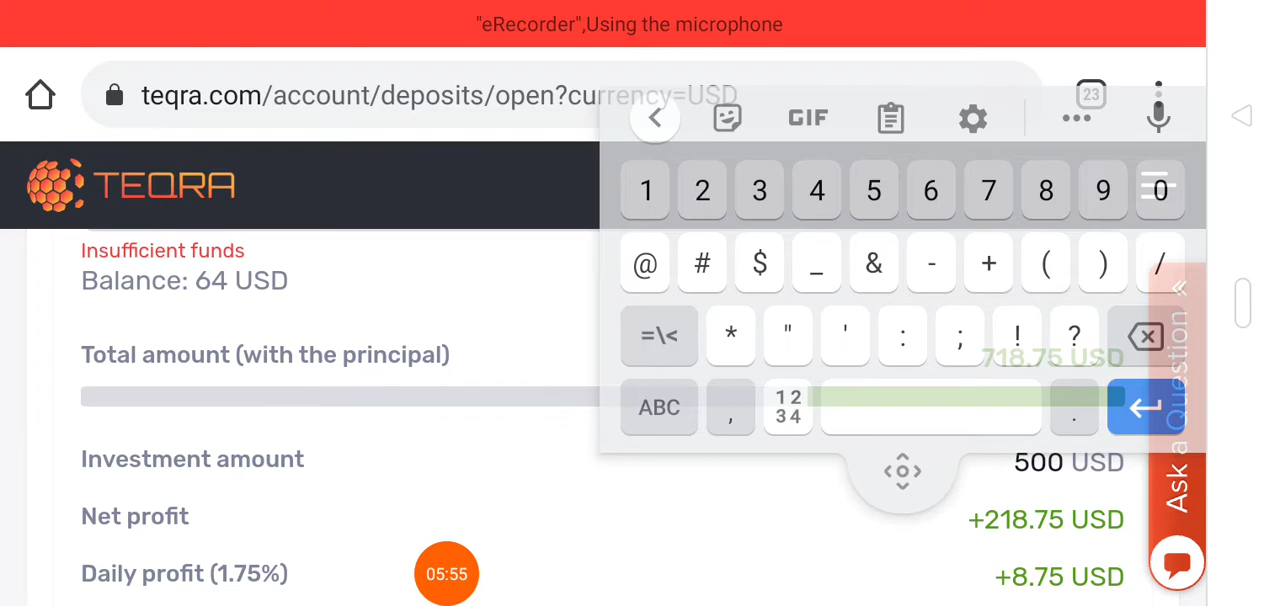 "eRecorder",Using the microphone
teqra.com/account/deposits/open?currency=USD
23
GIF
TEQRA
1 2 3 4 5 6 7 8 9 0
Insufficient funds
@ # $ _ & - + ( ) /
Balance: 64 USD
=\< * " ' : ; ! ?
Total amount (with the principal) 718.75 USD
ABC , 12 34 .
Investment amount 500 USD
Net profit +218.75 USD
Daily profit (1.75%) +8.75 USD
05:55
Ask a Question »